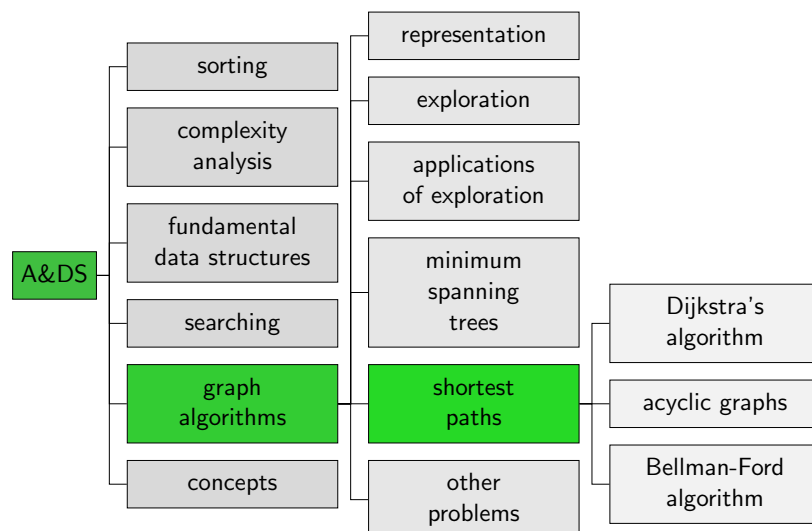 A&DS
sorting
complexity
analysis
fundamental
data structures
searching
graph
algorithms
concepts
representation
exploration
applications
of exploration
minimum
spanning
trees
shortest
paths
other
problems
Dijkstra's
algorithm
acyclic graphs
Bellman-Ford
algorithm